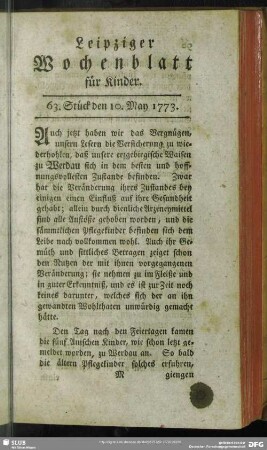 Leipziger
Wochenblatt
für Kinder.
63. Stück den 10. May 1773.
Auch jetzt haben wir das Vergnügen,
unsern Lesern die Versicherung zu wie-
derhohlen, daß unsere erzgebirgische Waisen
zu Werdau sich in dem besten und hoff-
nungsvollesten Zustande befinden. Zwar
hat die Veränderung ihres Zustandes bey
einigen einen Einfluß auf ihre Gesundheit
gehabt; allein durch dienliche Arzeneymittel
sind alle Anstöße gehoben worden, und die
sämmtlichen Pflegekinder befinden sich dem
Leibe nach vollkommen wohl. Auch ihr Ge-
müth und sittliches Betragen zeiget schon
den Nutzen der mit ihnen vorgegangenen
Veränderung; sie nehmen zu im Fleiße und
in guter Erkenntniß, und es ist zur Zeit noch
keines darunter, welches sich der an ihn
gewandten Wohlthaten unwürdig gemacht
hätte.
Den Tag nach den Feiertagen kamen
die fünf Amschen Kinder, wie schon letzt ge-
meldet worden, zu Werdau an. So bald
die ältern Pflegekinder solches erfuhren,
M giengen
SLUB
DFG